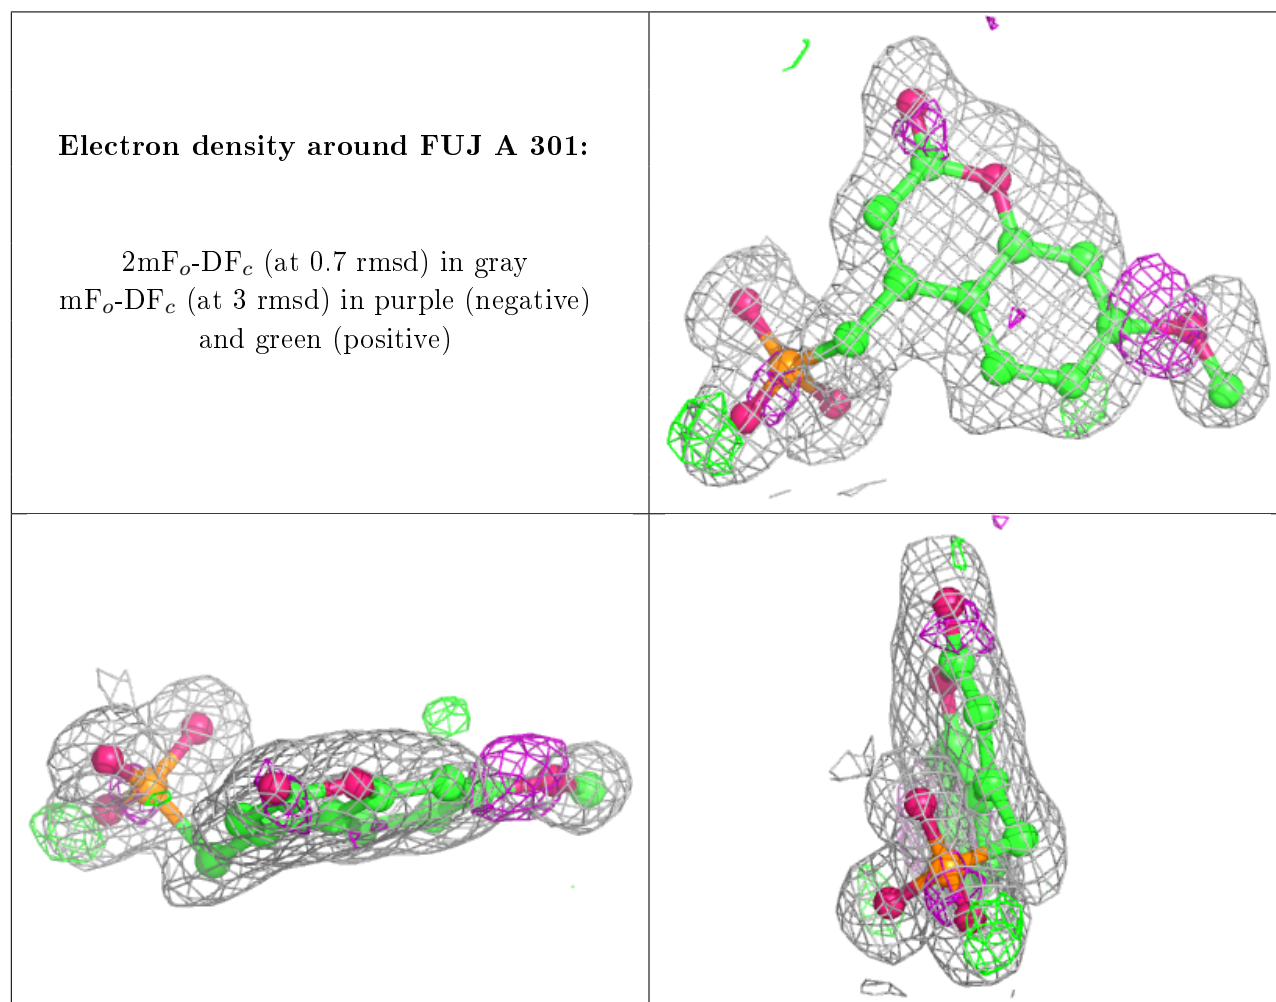 Electron density around FUJ A 301:
2mFo-DFc (at 0.7 rmsd) in gray
mFo-DFc (at 3 rmsd) in purple (negative)
and green (positive)